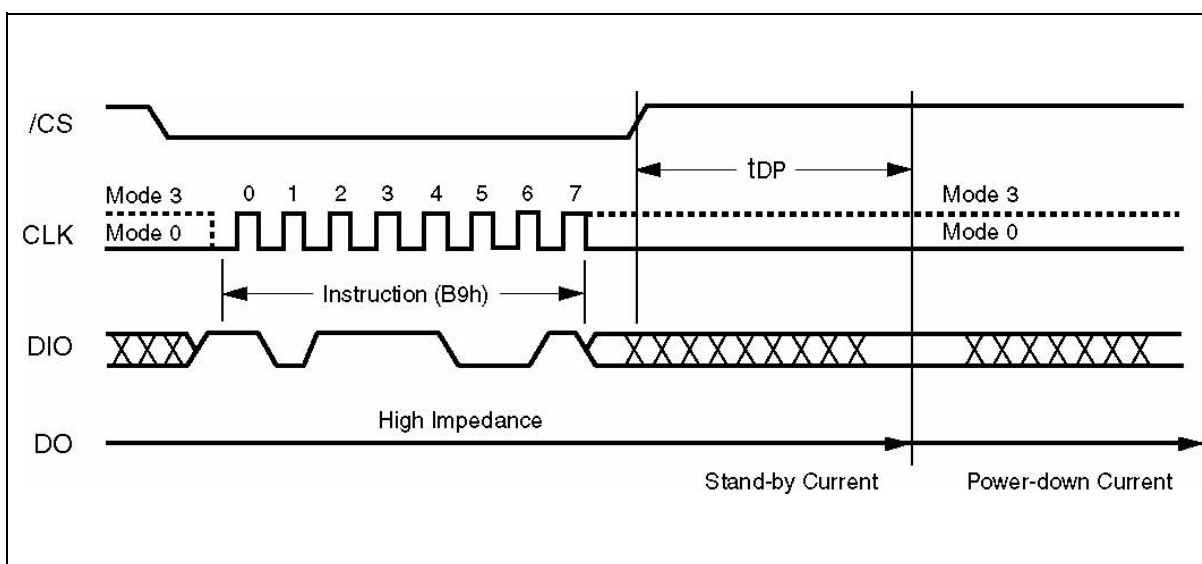 /CS
tDP
Mode 3 0 1 2 3 4 5 6 7 Mode 3
CLK
Mode 0 Mode 0
Instruction (B9h)
DIO
High Impedance
DO
Stand-by Current Power-down Current